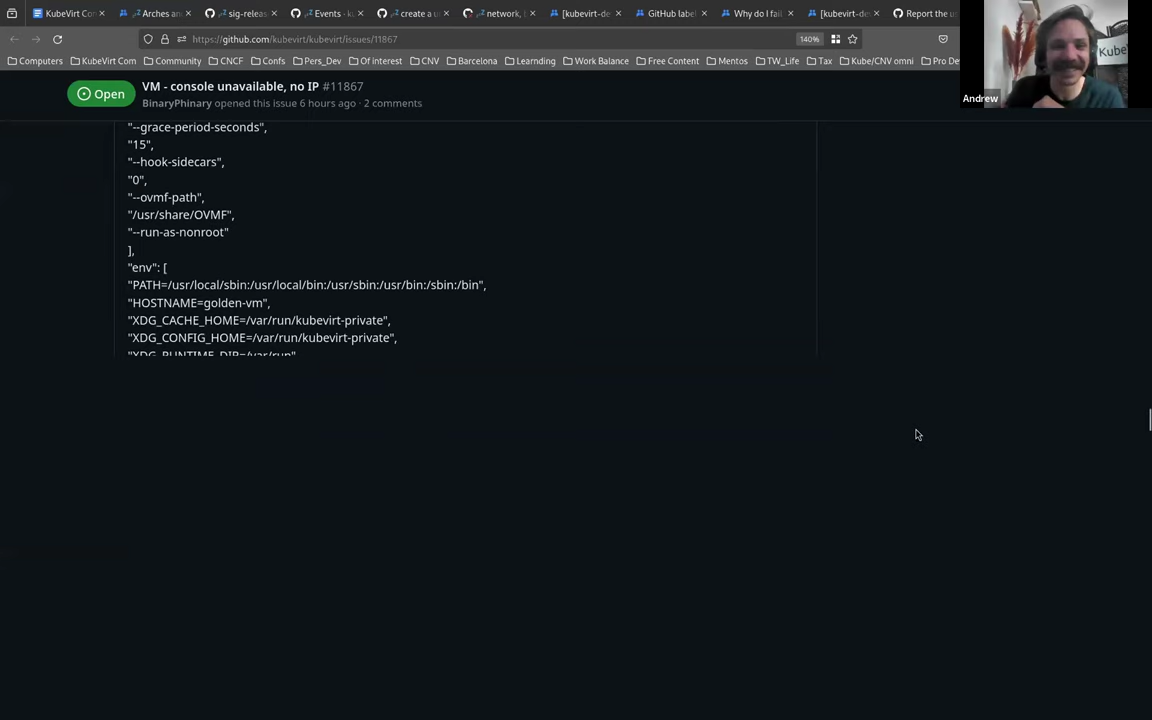 KubeVirt Co
Arches an
sig-releas
Events · k
create a u
network,
[kubevirt-de
GitHub labe
Why do I fai
[kubevirt-de
Report the u
https://github.com/kubevirt/kubevirt/issues/11867
140%
Computers
KubeVirt Com
Community
CNCF
Confs
Pers_Dev
Of interest
CNV
Barcelona
Learnding
Work Balance
Free Content
Mentos
TW_Life
Tax
Kube/CNV omni
Pro De
Andrew
Open
VM - console unavailable, no IP #11867
BinaryPhinary opened this issue 6 hours ago · 2 comments
"--grace-period-seconds",
"15",
"--hook-sidecars",
"0",
"--ovmf-path",
"/usr/share/OVMF",
"--run-as-nonroot"
],
"env": [
"PATH=/usr/local/sbin:/usr/local/bin:/usr/sbin:/usr/bin:/sbin:/bin",
"HOSTNAME=golden-vm",
"XDG_CACHE_HOME=/var/run/kubevirt-private",
"XDG_CONFIG_HOME=/var/run/kubevirt-private",
"XDG_RUNTIME_DIR=/var/run"